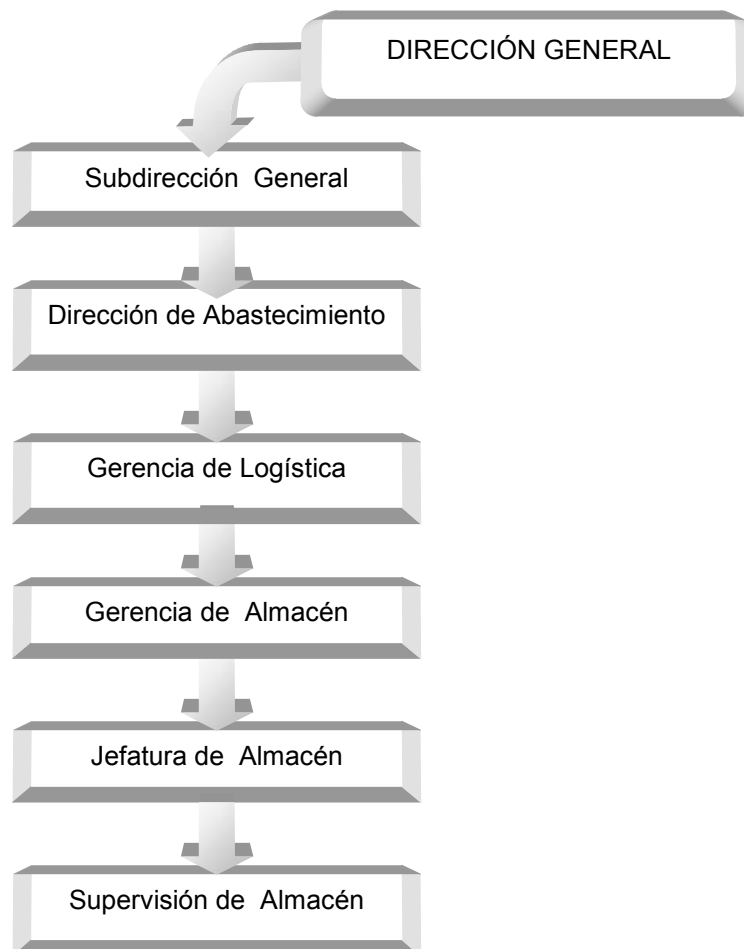 DIRECCIÓN GENERAL
Subdirección General
Dirección de Abastecimiento
Gerencia de Logística
Gerencia de Almacén
Jefatura de Almacén
Supervisión de Almacén